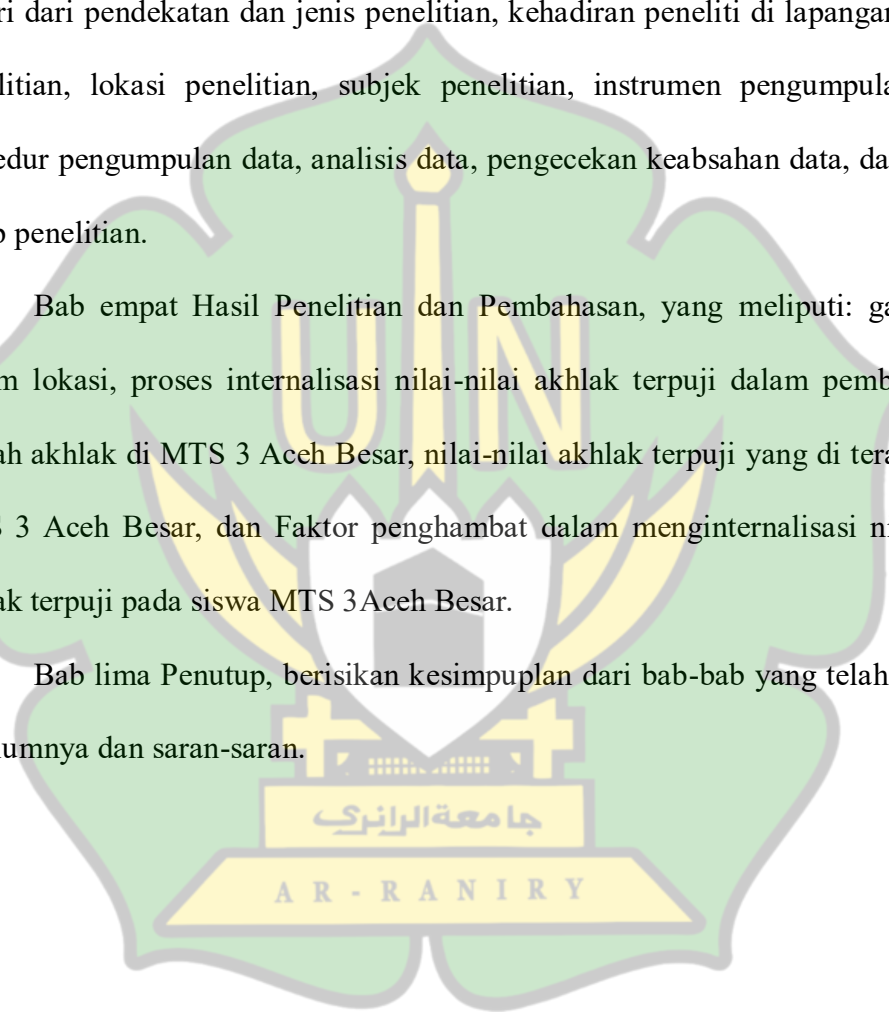 ri dari pendekatan dan jenis penelitian, kehadiran peneliti di lapangan
litian, lokasi penelitian, subjek penelitian, instrumen pengumpula
edur pengumpulan data, analisis data, pengecekan keabsahan data, da
penelitian.
Bab empat Hasil Penelitian dan Pembahasan, yang meliputi: ga
m lokasi, proses internalisasi nilai-nilai akhlak terpuji dalam pemb
ah akhlak di MTS 3 Aceh Besar, nilai-nilai akhlak terpuji yang di tera
S 3 Aceh Besar, dan Faktor penghambat dalam menginternalisasi ni
ak terpuji pada siswa MTS 3Aceh Besar.
Bab lima Penutup, berisikan kesimpuplan dari bab-bab yang telah
lumnya dan saran-saran.
UIN
جامعة الرانري
AR-RANIRY